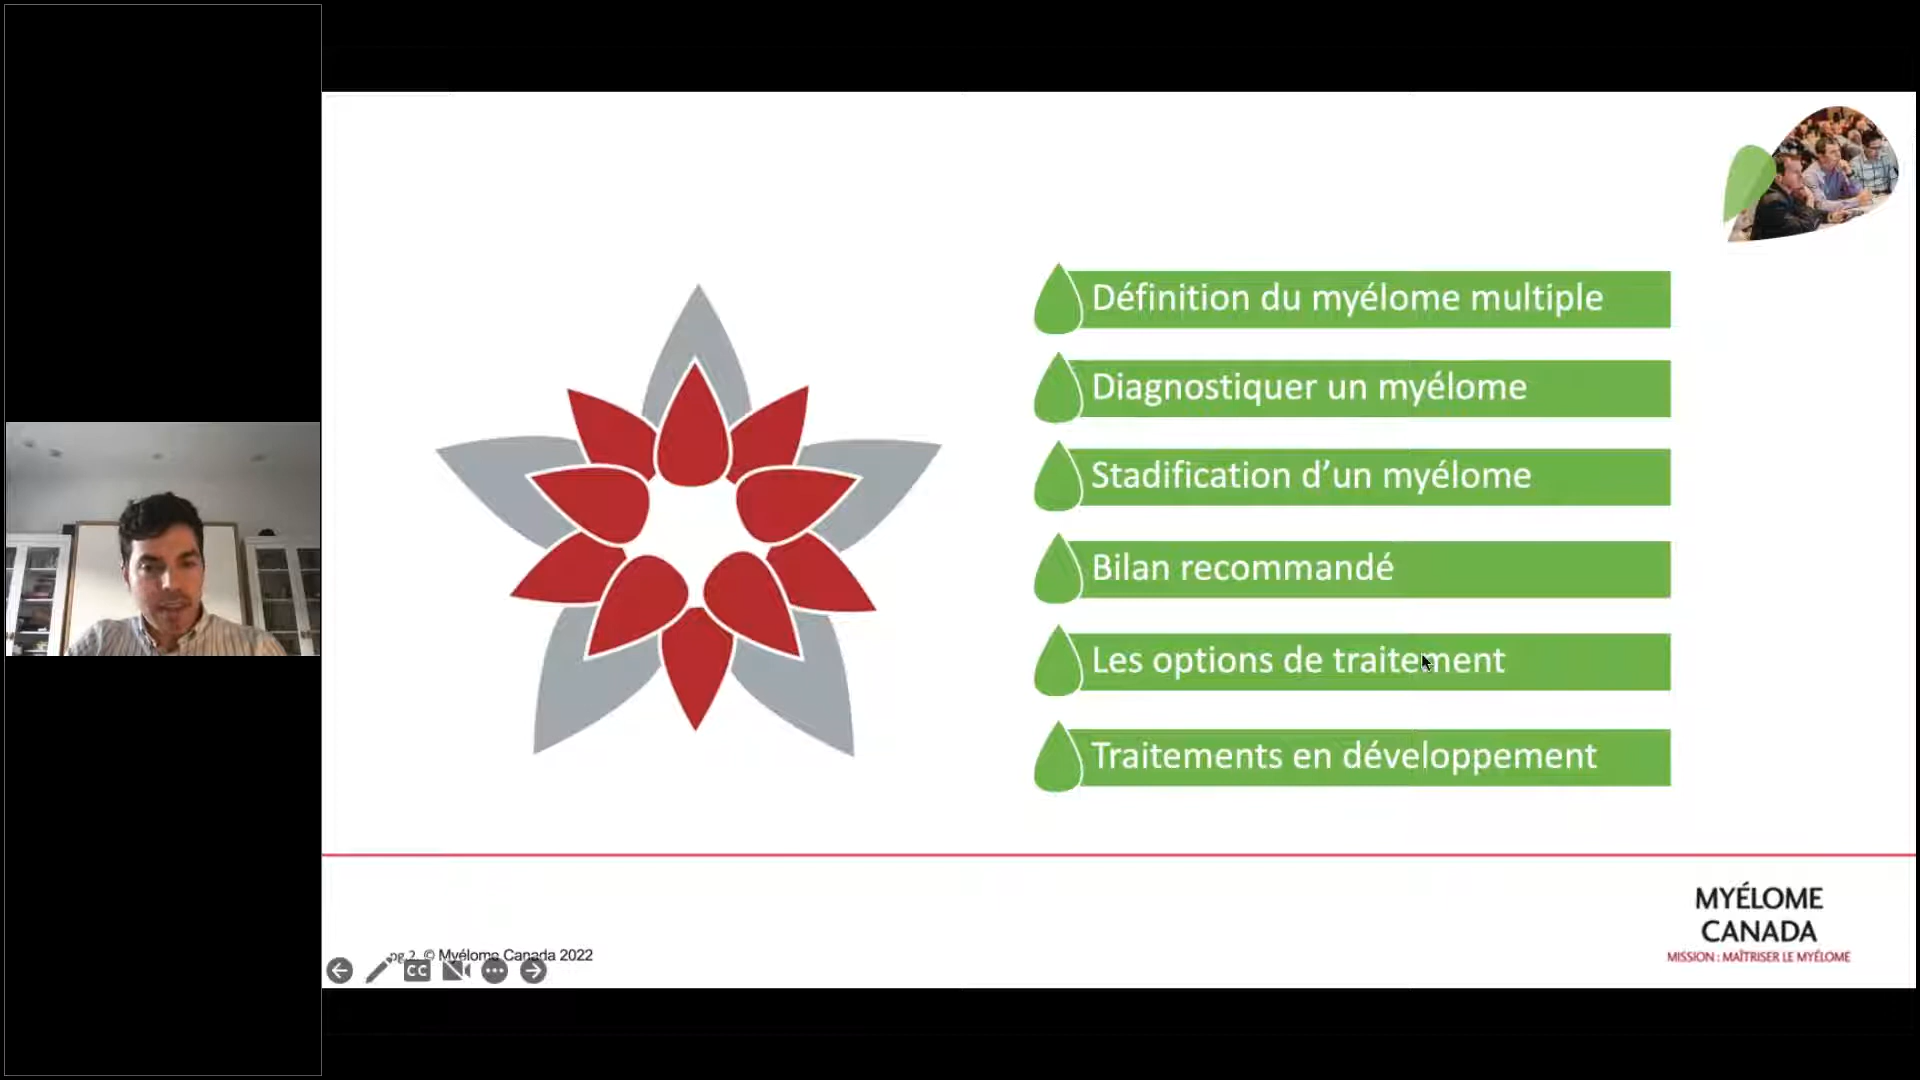 Définition du myélome multiple
Diagnostiquer un myélome
Stadification d’un myélome
Bilan recommandé
Les options de traitement
Traitements en développement
pg 2 © Myélome Canada 2022
CC
MYÉLOME
CANADA
MISSION : MAÎTRISER LE MYÉLOME